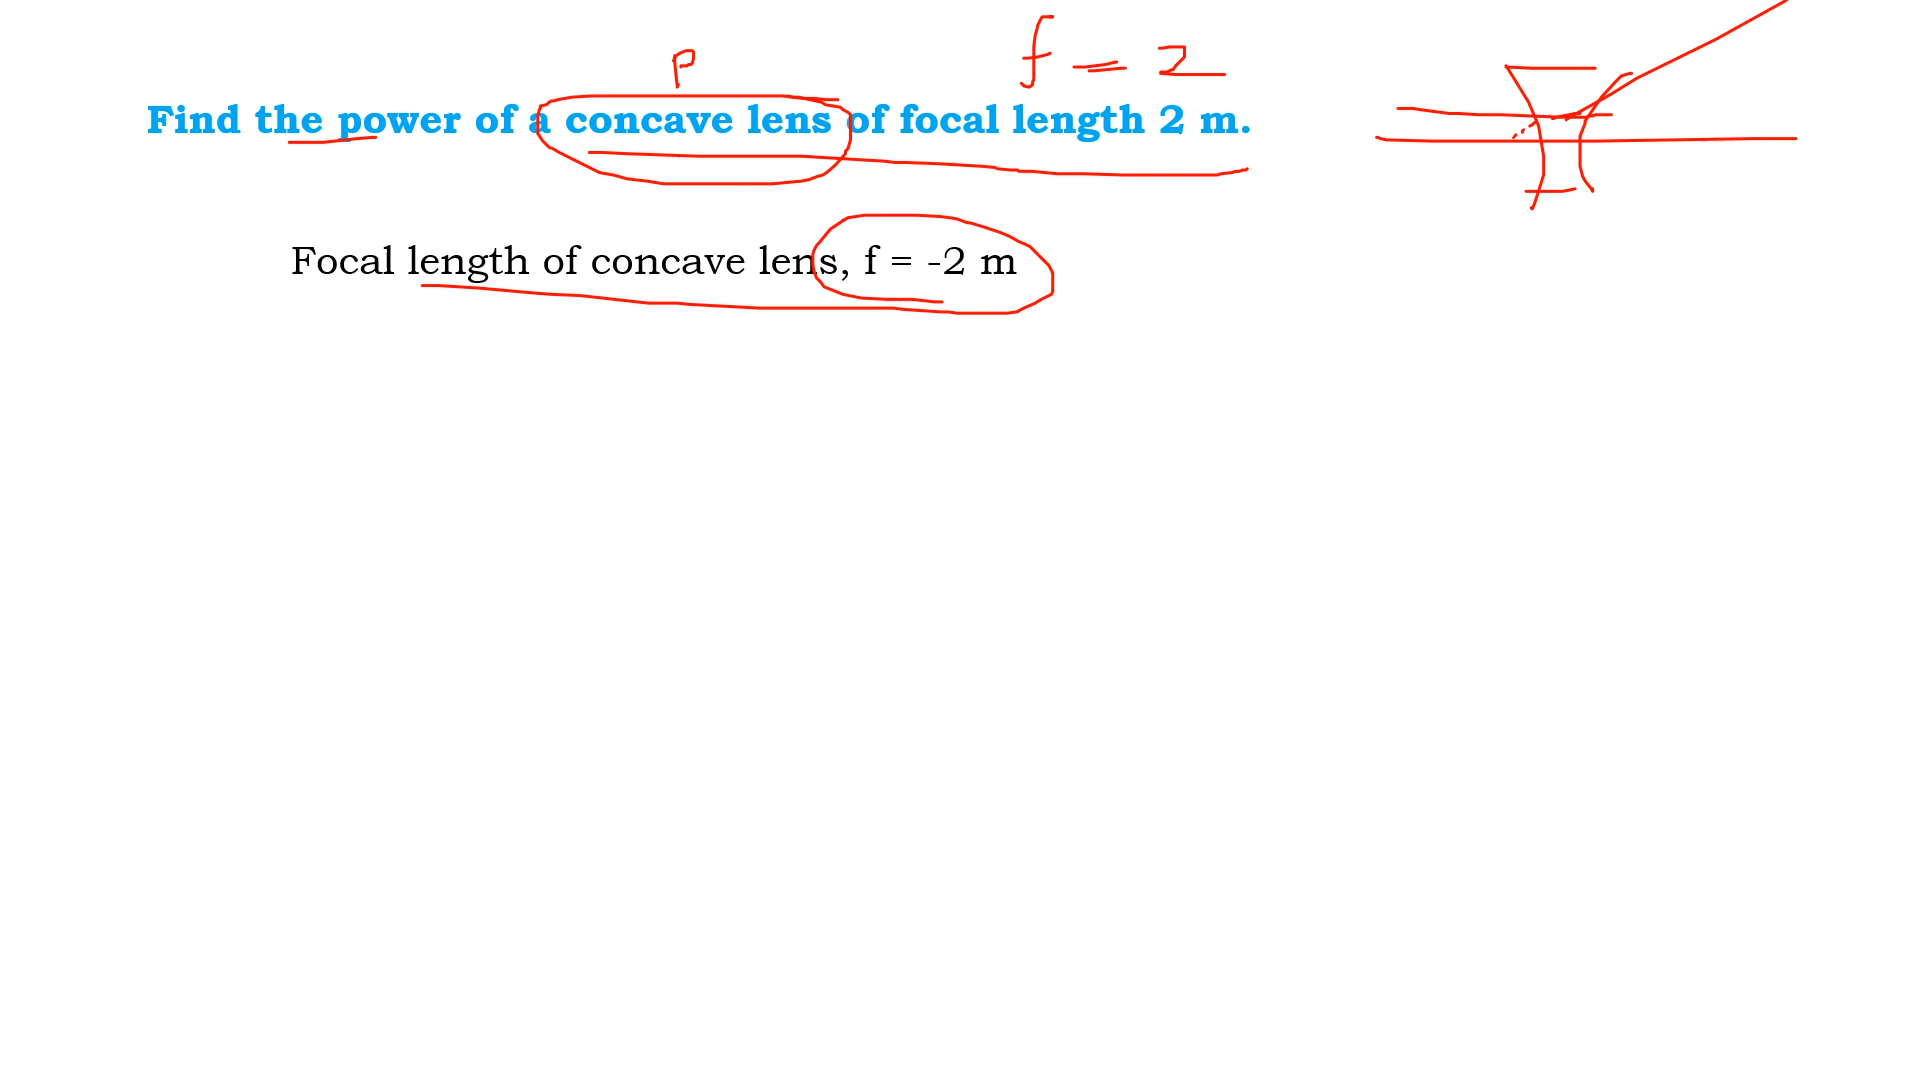 P
f = 2
Find the power of a concave lens of focal length 2 m.
Focal length of concave lens, f = -2 m